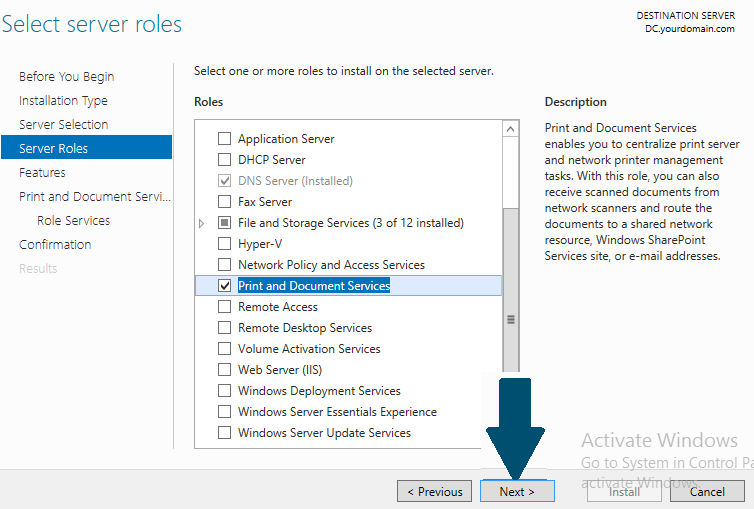 Select server roles
DESTINATION SERVER
DC.yourdomain.com
Before You Begin
Installation Type
Server Selection
Server Roles
Features
Print and Document Servi...
Role Services
Confirmation
Results
Select one or more roles to install on the selected server.
Roles
Application Server
DHCP Server
DNS Server (Installed)
Fax Server
File and Storage Services (3 of 12 installed)
Hyper-V
Network Policy and Access Services
Print and Document Services
Remote Access
Remote Desktop Services
Volume Activation Services
Web Server (IIS)
Windows Deployment Services
Windows Server Essentials Experience
Windows Server Update Services
Description
Print and Document Services
enables you to centralize print server
and network printer management
tasks. With this role, you can also
receive scanned documents from
network scanners and route the
documents to a shared network
resource, Windows SharePoint
Services site, or e-mail addresses.
Activate Windows
Go to System in Control Pa
activate Windows.
< Previous
Next >
Install
Cancel